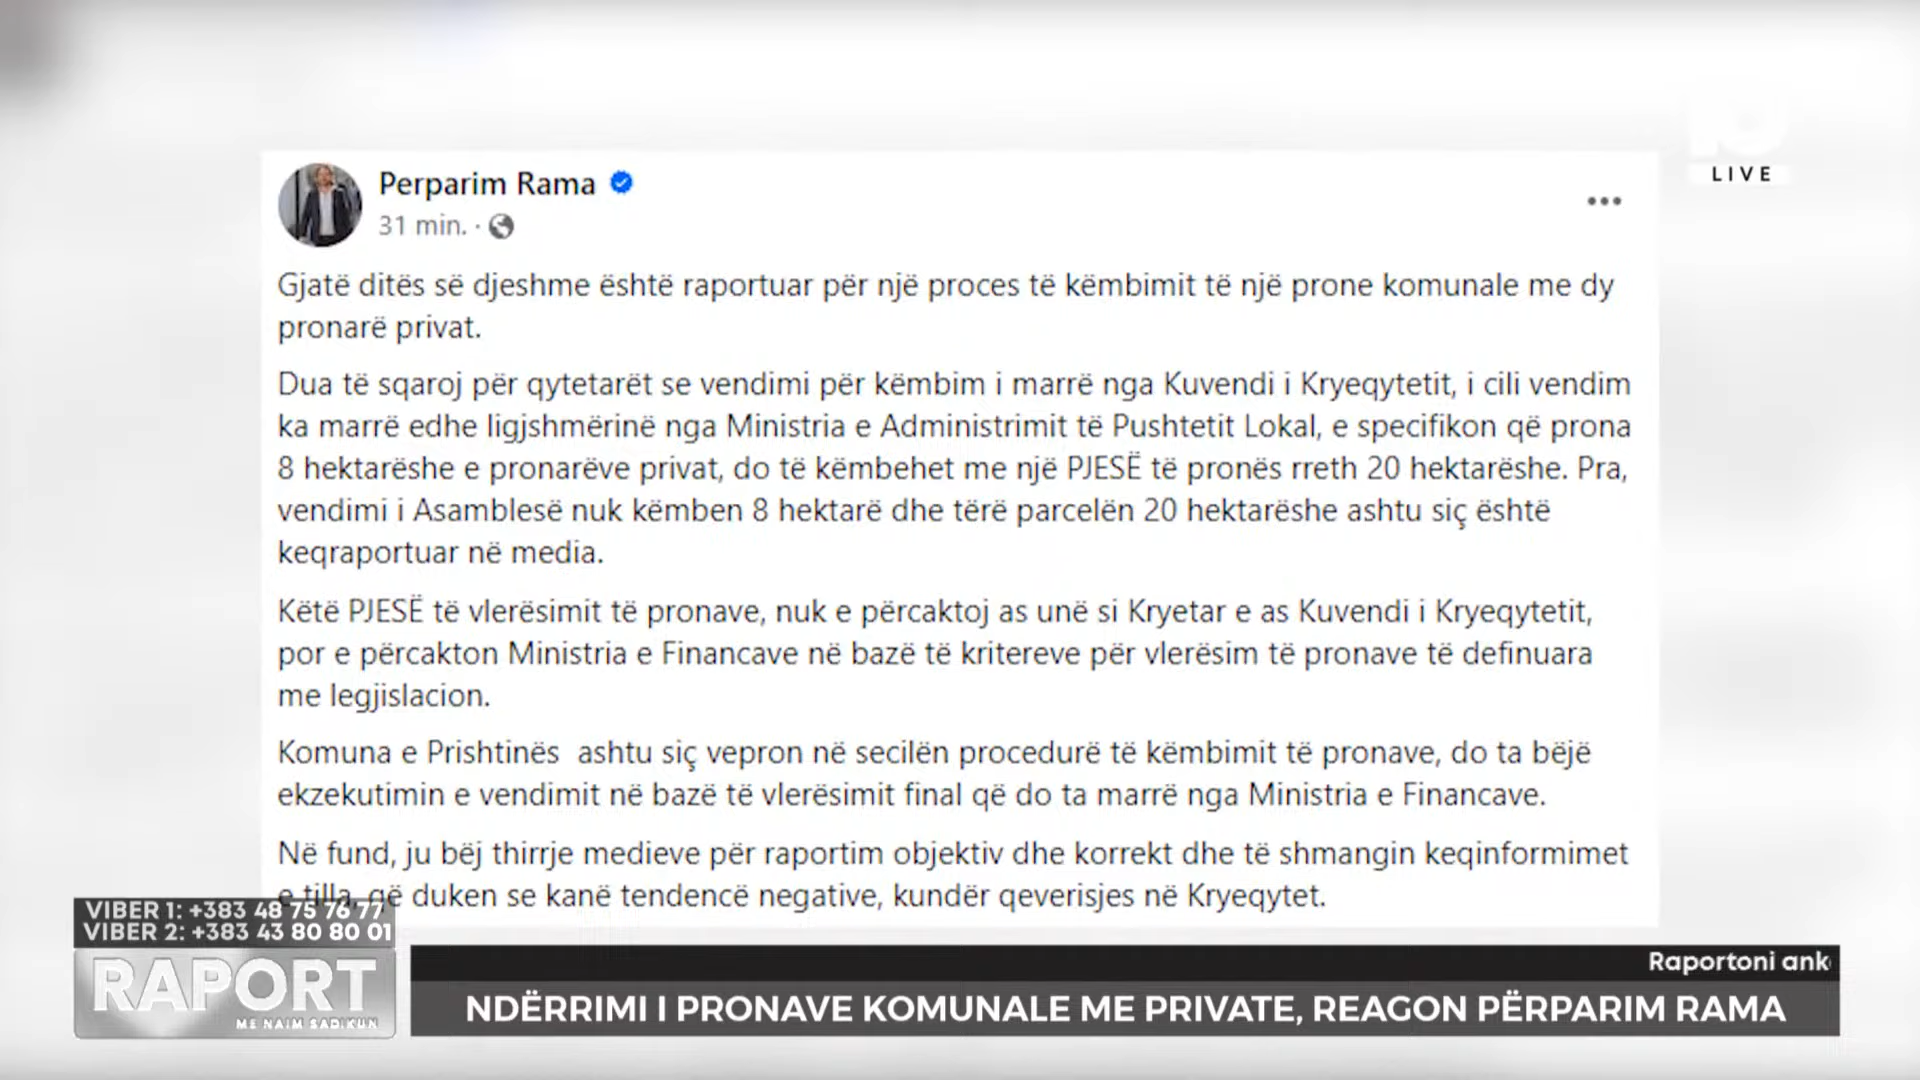 10
LIVE
Perparim Rama
31 min. ·
Gjatë ditës së djeshme është raportuar për një proces të këmbimit të një prone komunale me dy
pronarë privat.
Dua të sqaroj për qytetarët se vendimi për këmbim i marrë nga Kuvendi i Kryeqytetit, i cili vendim
ka marrë edhe ligjshmërinë nga Ministria e Administrimit të Pushtetit Lokal, e specifikon që prona
8 hektarëshe e pronarëve privat, do të këmbehet me një PJESË të pronës rreth 20 hektarëshe. Pra,
vendimi i Asamblesë nuk këmben 8 hektarë dhe tërë parcelën 20 hektarëshe ashtu siç është
keqraportuar në media.
Këtë PJESË të vlerësimit të pronave, nuk e përcaktoj as unë si Kryetar e as Kuvendi i Kryeqytetit,
por e përcakton Ministria e Financave në bazë të kritereve për vlerësim të pronave të definuara
me legjislacion.
Komuna e Prishtinës ashtu siç vepron në secilën procedurë të këmbimit të pronave, do ta bëjë
ekzekutimin e vendimit në bazë të vlerësimit final që do ta marrë nga Ministria e Financave.
Në fund, ju bëj thirrje medieve për raportim objektiv dhe korrekt dhe të shmangin keqinformimet
e tilla, që duken se kanë tendencë negative, kundër qeverisjes në Kryeqytet.
VIBER 1: +383 48 75 76 77
VIBER 2: +383 43 80 80 01
RAPORT
ME NAIM SADIKUN
Raportoni ank
NDËRRIMI I PRONAVE KOMUNALE ME PRIVATE, REAGON PËRPARIM RAMA